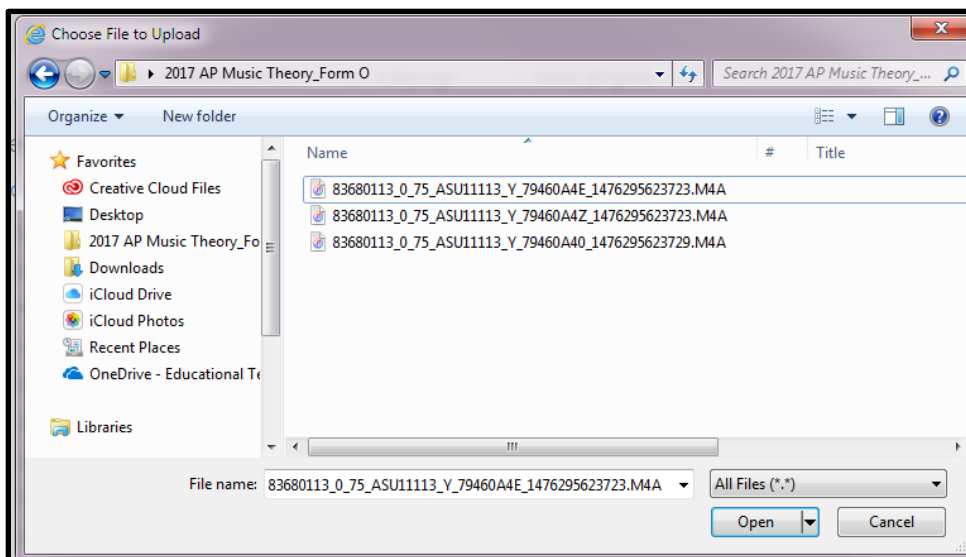 Choose File to Upload
2017 AP Music Theory_Form O
Search 2017 AP Music Theory_...
Organize
New folder
Favorites
Creative Cloud Files
Desktop
2017 AP Music Theory_Fo
Downloads
iCloud Drive
iCloud Photos
Recent Places
OneDrive - Educational Te
Libraries
Name # Title
83680113_0_75_ASU11113_Y_79460A4E_1476295623723.M4A
83680113_0_75_ASU11113_Y_79460A4Z_1476295623723.M4A
83680113_0_75_ASU11113_Y_79460A40_1476295623729.M4A
File name: 83680113_0_75_ASU11113_Y_79460A4E_1476295623723.M4A
All Files (*.*)
Open
Cancel